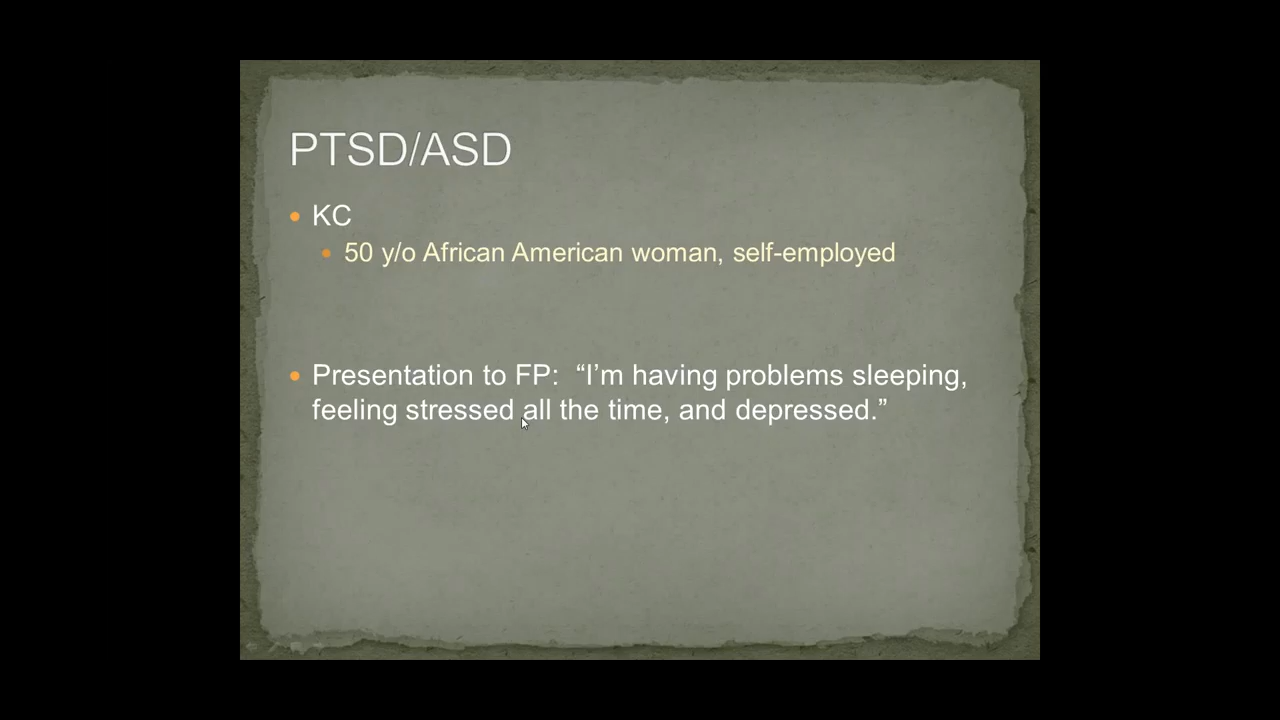 PTSD/ASD
KC
50 y/o African American woman, self-employed
Presentation to FP:  “I’m having problems sleeping,
feeling stressed all the time, and depressed.”